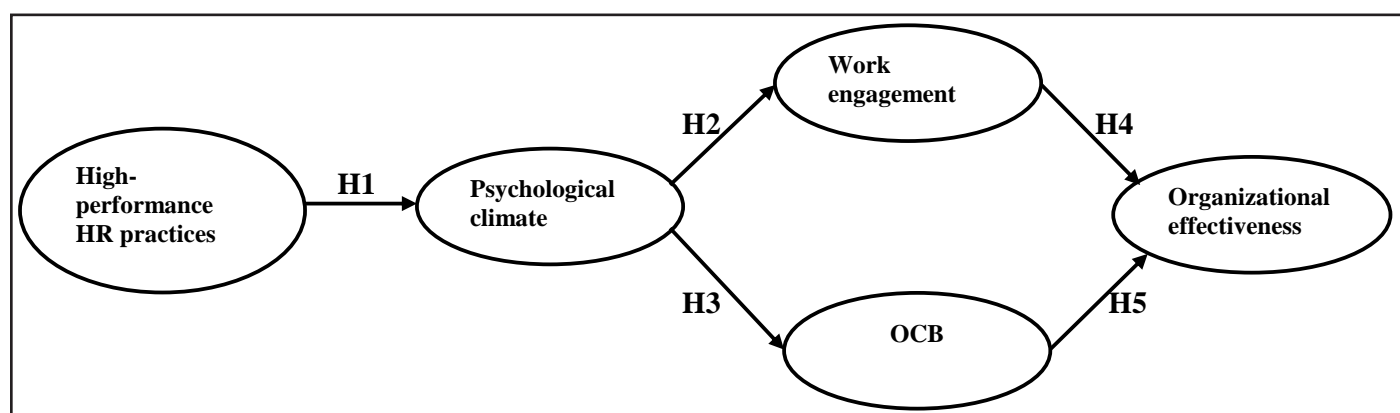 High-
performance
HR practices
H1
Psychological
climate
H2
Work
engagement
H3
OCB
H4
H5
Organizational
effectiveness